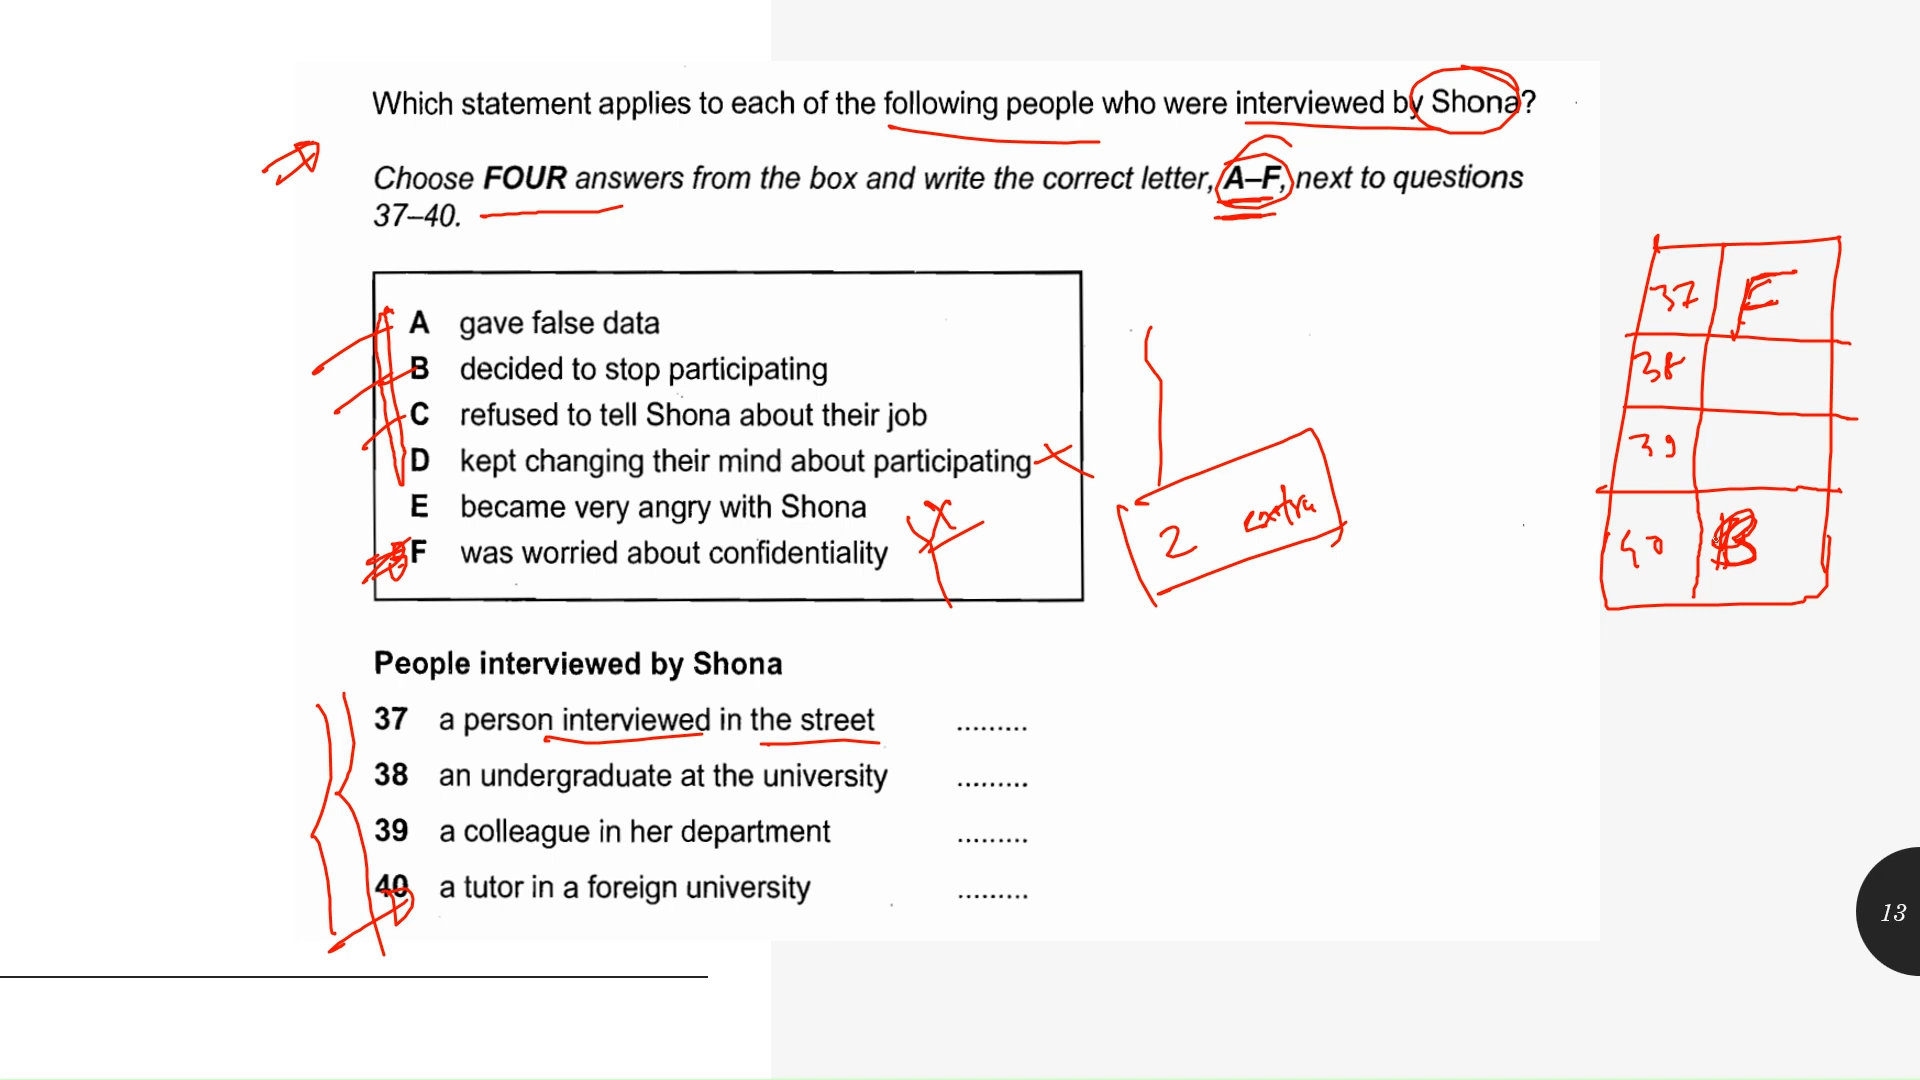 Which statement applies to each of the following people who were interviewed by Shona?
Choose FOUR answers from the box and write the correct letter, A–F, next to questions
37–40.
A gave false data
B decided to stop participating
C refused to tell Shona about their job
D kept changing their mind about participating
E became very angry with Shona
F was worried about confidentiality
2 extra
37 E
38
39
40 B
People interviewed by Shona
37 a person interviewed in the street .........
38 an undergraduate at the university .........
39 a colleague in her department .........
40 a tutor in a foreign university .........
13